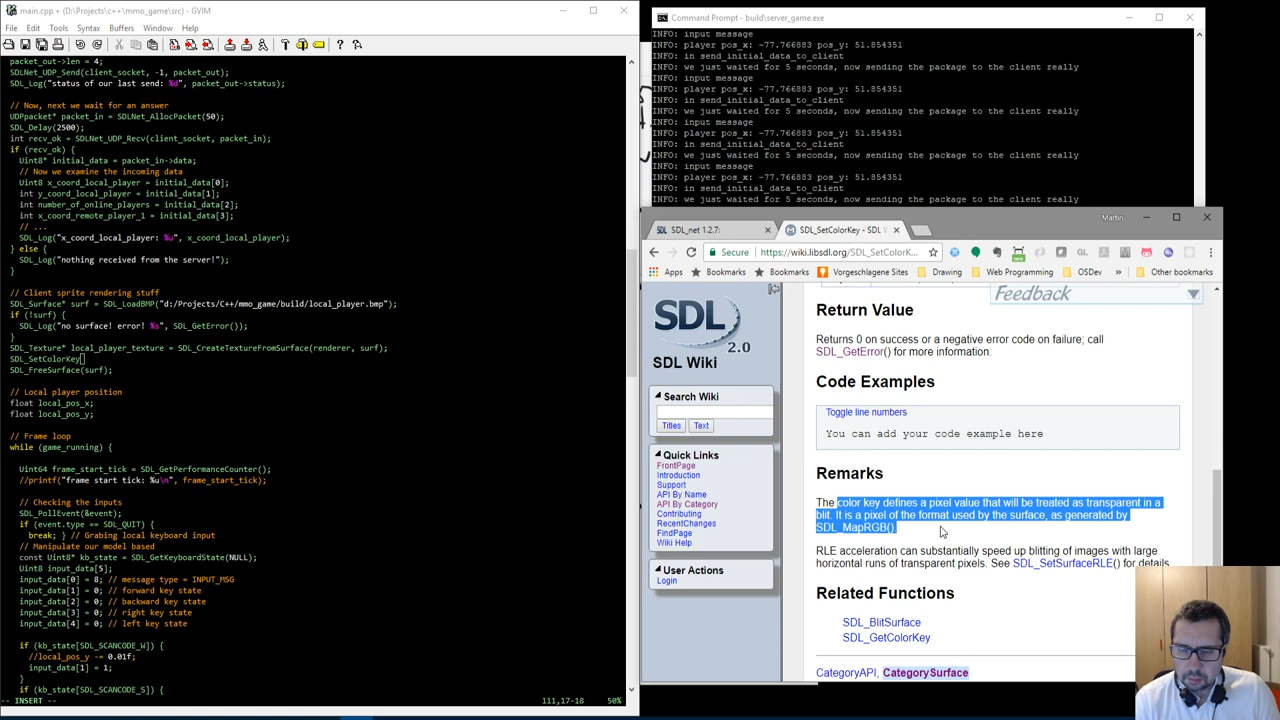 main.cpp + (D:\Projects\c++\mmo_game\src) - GVIM
File Edit Tools Syntax Buffers Window Help
packet_out->len = 4;
SDLNet_UDP_Send(client_socket, -1, packet_out);
SDL_Log("status of our last send: %d", packet_out->status);
// Now, next we wait for an answer
UDPpacket* packet_in = SDLNet_AllocPacket(50);
SDL_Delay(2500);
int recv_ok = SDLNet_UDP_Recv(client_socket, packet_in);
if (recv_ok) {
Uint8* initial_data = packet_in->data;
// Now we examine the incoming data
Uint8 x_coord_local_player = initial_data[0];
int y_coord_local_player = initial_data[1];
int number_of_online_players = initial_data[2];
int x_coord_remote_player_1 = initial_data[3];
// ...
SDL_Log("x_coord_local_player: %u", x_coord_local_player);
} else {
SDL_Log("nothing received from the server!");
}
// Client sprite rendering stuff
SDL_Surface* surf = SDL_LoadBMP("d:/Projects/C++/mmo_game/build/local_player.bmp");
if (!surf) {
SDL_Log("no surface! error! %s", SDL_GetError());
}
SDL_Texture* local_player_texture = SDL_CreateTextureFromSurface(renderer, surf);
SDL_SetColorKey
SDL_FreeSurface(surf);
// Local player position
float local_pos_x;
float local_pos_y;
// Frame loop
while (game_running) {
Uint64 frame_start_tick = SDL_GetPerformanceCounter();
//printf("frame start tick: %u\n", frame_start_tick);
// Checking the inputs
SDL_PollEvent(&event);
if (event.type == SDL_QUIT) {
break; } // Grabing local keyboard input
// Manipulate our model based
const Uint8* kb_state = SDL_GetKeyboardState(NULL);
Uint8 input_data[5];
input_data[0] = 8; // message type = INPUT_MSG
input_data[1] = 0; // forward key state
input_data[2] = 0; // backward key state
input_data[3] = 0; // right key state
input_data[4] = 0; // left key state
if (kb_state[SDL_SCANCODE_W]) {
//local_pos_y -= 0.01f;
input_data[1] = 1;
}
if (kb_state[SDL_SCANCODE_S]) {
-- INSERT -- 111,17-18 50%
Command Prompt - build\server_game.exe
INFO: input message
INFO: player pos_x: -77.766883 pos_y: 51.854351
INFO: in send_initial_data_to_client
INFO: we just waited for 5 seconds, now sending the package to the client really
INFO: input message
INFO: player pos_x: -77.766883 pos_y: 51.854351
INFO: in send_initial_data_to_client
INFO: we just waited for 5 seconds, now sending the package to the client really
INFO: input message
INFO: player pos_x: -77.766883 pos_y: 51.854351
INFO: in send_initial_data_to_client
INFO: we just waited for 5 seconds, now sending the package to the client really
INFO: input message
INFO: player pos_x: -77.766883 pos_y: 51.854351
INFO: in send_initial_data_to_client
INFO: we just waited for 5 seconds, now sending the package to the client really
Martin
SDL SDL_net 1.2.7: SDL_SetColorKey - SDL
Secure https://wiki.libsdl.org/SDL_SetColorK...
Apps Bookmarks Bookmarks Vorgeschlagene Sites Drawing Web Programming OSDev » Other bookmarks
SDL 2.0
SDL Wiki
Search Wiki
Titles Text
Quick Links
FrontPage
Introduction
Support
API By Name
API By Category
Contributing
RecentChanges
FindPage
Wiki Help
User Actions
Login
Feedback
Return Value
Returns 0 on success or a negative error code on failure; call
SDL_GetError() for more information.
Code Examples
Toggle line numbers
You can add your code example here
Remarks
The color key defines a pixel value that will be treated as transparent in a
blit. It is a pixel of the format used by the surface, as generated by
SDL_MapRGB().
RLE acceleration can substantially speed up blitting of images with large
horizontal runs of transparent pixels. See SDL_SetSurfaceRLE() for details
Related Functions
SDL_BlitSurface
SDL_GetColorKey
CategoryAPI, CategorySurface